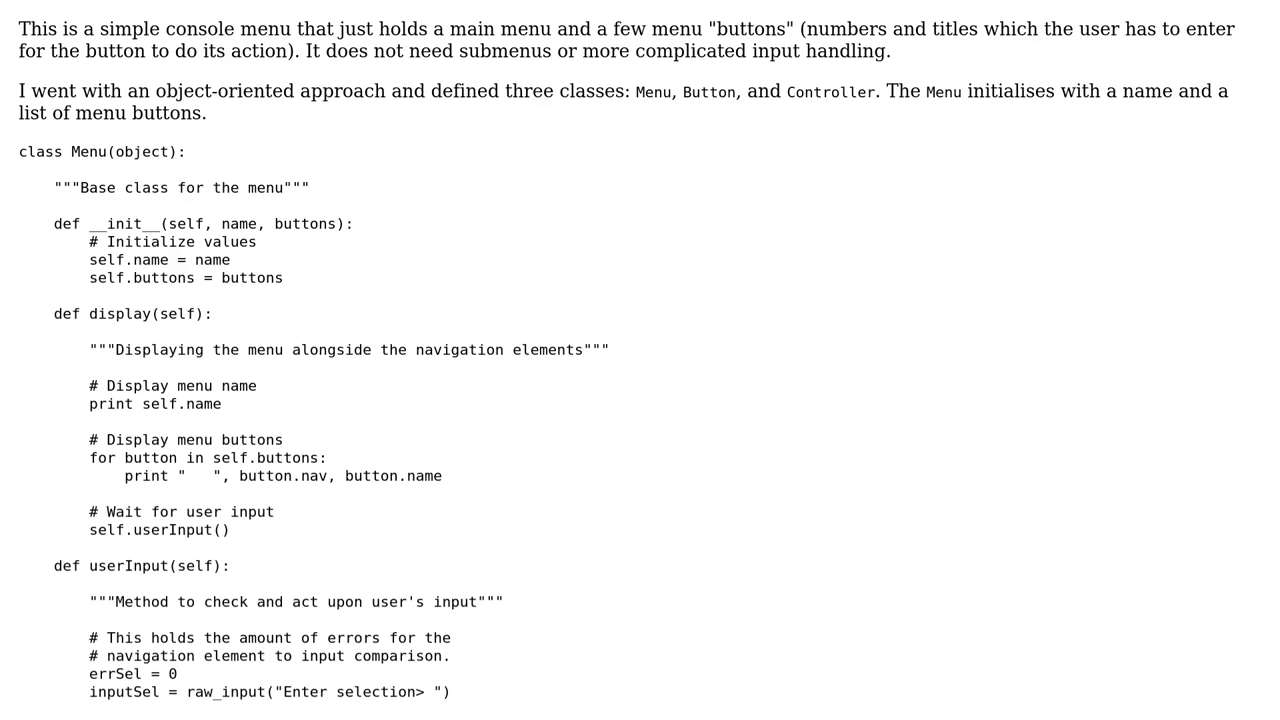 This is a simple console menu that just holds a main menu and a few menu "buttons" (numbers and titles which the user has to enter
for the button to do its action). It does not need submenus or more complicated input handling.
I went with an object-oriented approach and defined three classes: Menu, Button, and Controller. The Menu initialises with a name and a
list of menu buttons.
class Menu(object):
    """Base class for the menu"""
    def __init__(self, name, buttons):
        # Initialize values
        self.name = name
        self.buttons = buttons
    def display(self):
        """Displaying the menu alongside the navigation elements"""
        # Display menu name
        print self.name
        # Display menu buttons
        for button in self.buttons:
            print "   ", button.nav, button.name
        # Wait for user input
        self.userInput()
    def userInput(self):
        """Method to check and act upon user's input"""
        # This holds the amount of errors for the
        # navigation element to input comparison.
        errSel = 0
        inputSel = raw_input("Enter selection> ")